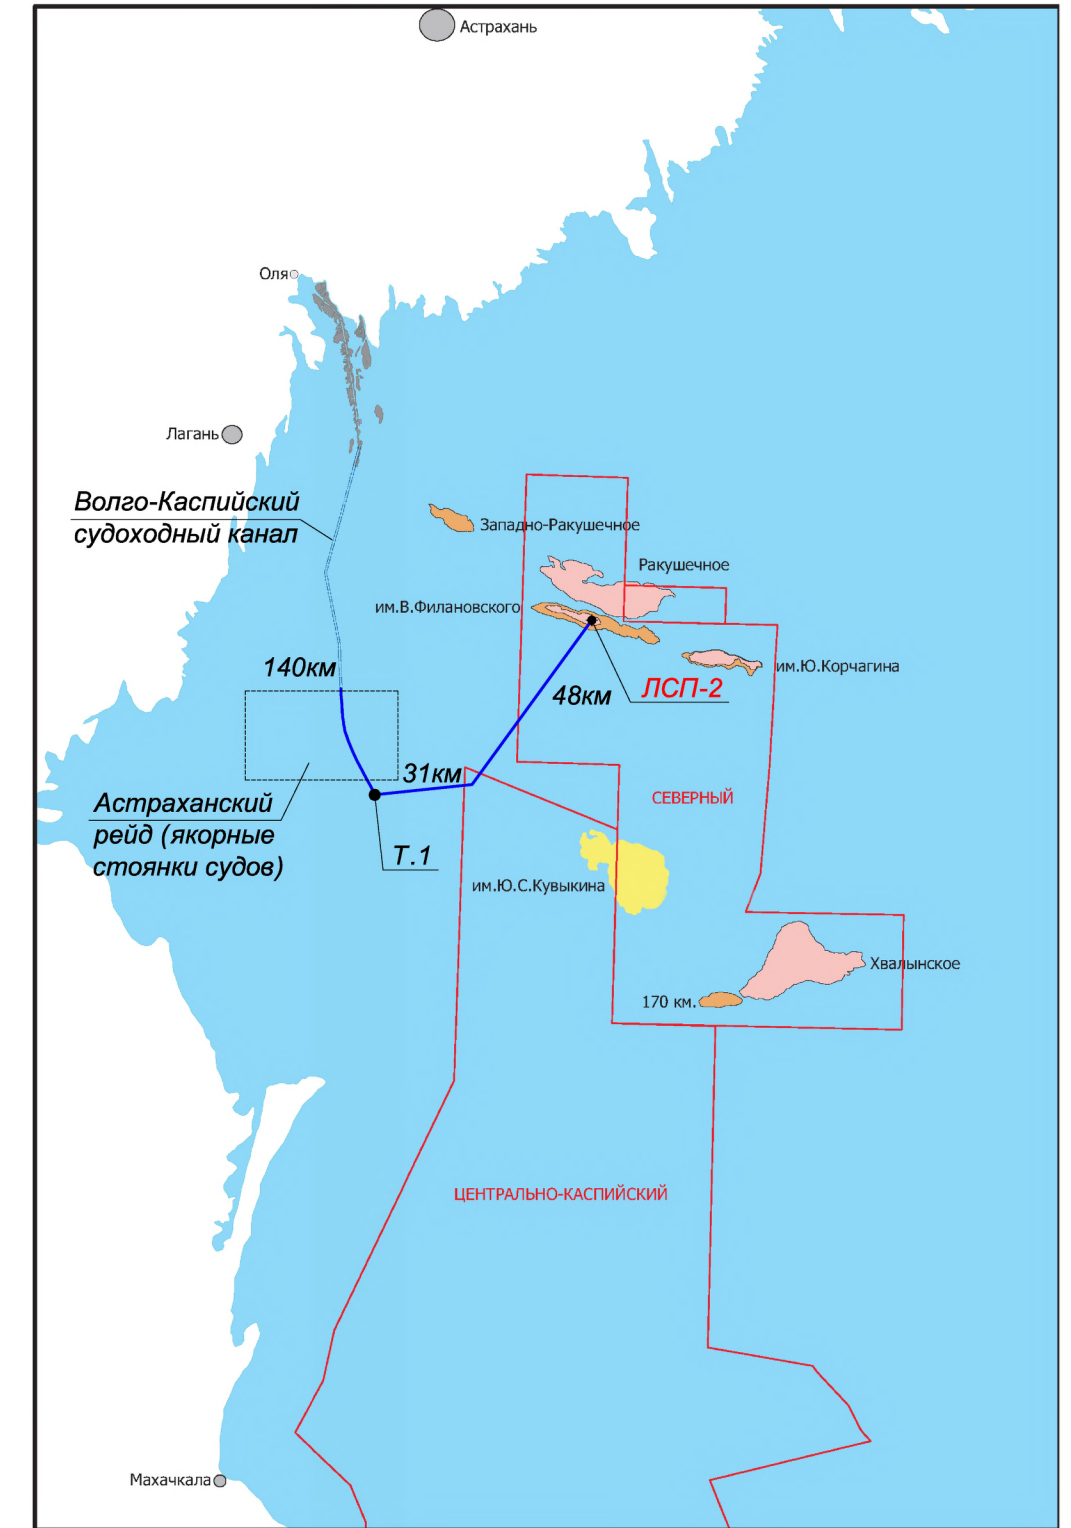 Астрахань
Оля
Лагань
Волго-Каспийский
судоходный канал
Западно-Ракушечное
Ракушечное
им.В.Филановского
им.Ю.Корчагина
140км
ЛСП-2
48км
31км
СЕВЕРНЫЙ
Астраханский
рейд (якорные
стоянки судов)
Т.1
им.Ю.С.Кувыкина
Хвалынское
170 км.
ЦЕНТРАЛЬНО-КАСПИЙСКИЙ
Махачкала